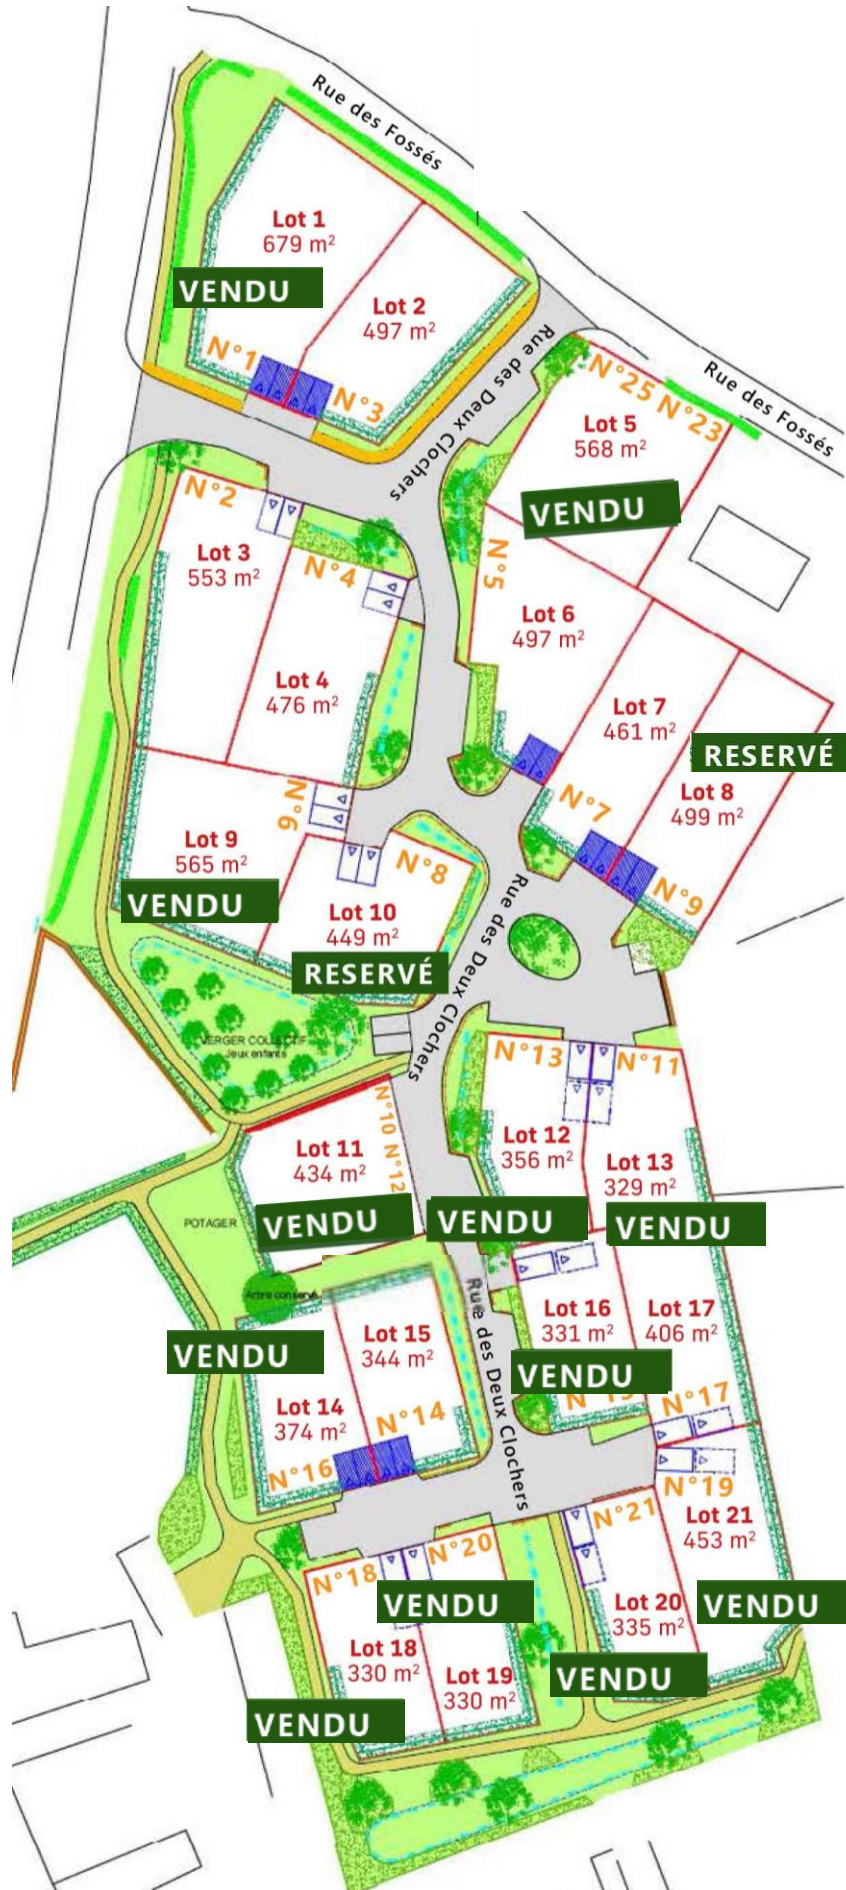 Rue des Fossés
Lot 1
679 m²
VENDU
Lot 2
497 m²
N°1
N°3
Rue des Deux Clochers
N°25
N°23
Rue des Fossés
Lot 5
568 m²
VENDU
N°2
Lot 3
553 m²
N°4
N°5
Lot 6
497 m²
Lot 4
476 m²
Lot 7
461 m²
RESERVÉ
Lot 8
499 m²
N°6
N°7
Lot 9
565 m²
VENDU
N°8
N°9
Lot 10
449 m²
RESERVÉ
Rue des Deux Clochers
VERGER COLLECTIF
Jeux enfants
N°13
N°11
N°10 N°12
Lot 11
434 m²
VENDU
Lot 12
356 m²
VENDU
Lot 13
329 m²
VENDU
POTAGER
Arbre conservé
Rue des Deux Clochers
Lot 16
331 m²
VENDU
Lot 17
406 m²
VENDU
Lot 15
344 m²
Lot 14
374 m²
N°14
N°16
N°17
N°19
Lot 21
453 m²
VENDU
N°21
N°18
N°20
VENDU
Lot 20
335 m²
VENDU
Lot 18
330 m²
VENDU
Lot 19
330 m²